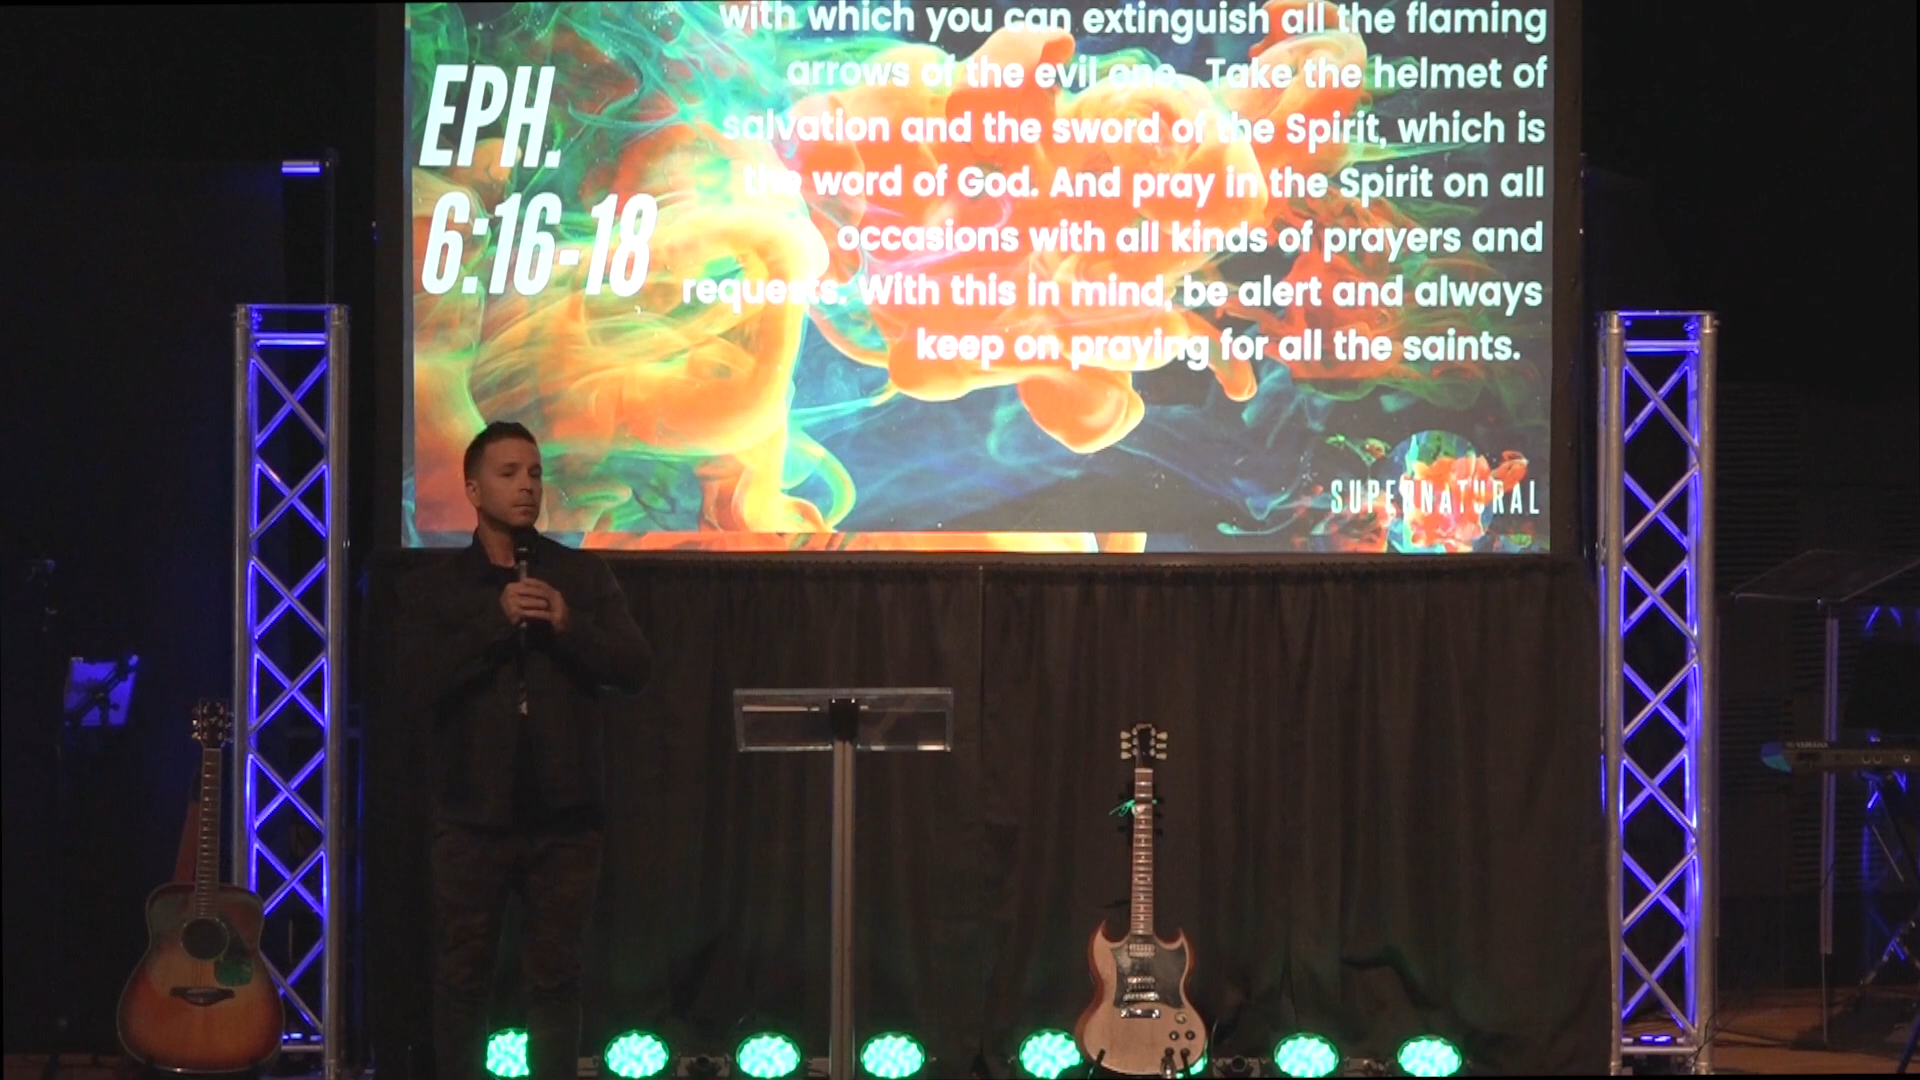 EPH.
6:16-18
with which you can extinguish all the flaming
arrows of the evil one. Take the helmet of
salvation and the sword of the Spirit, which is
the word of God. And pray in the Spirit on all
occasions with all kinds of prayers and
requests. With this in mind, be alert and always
keep on praying for all the saints.
SUPERNATURAL
YAMAHA